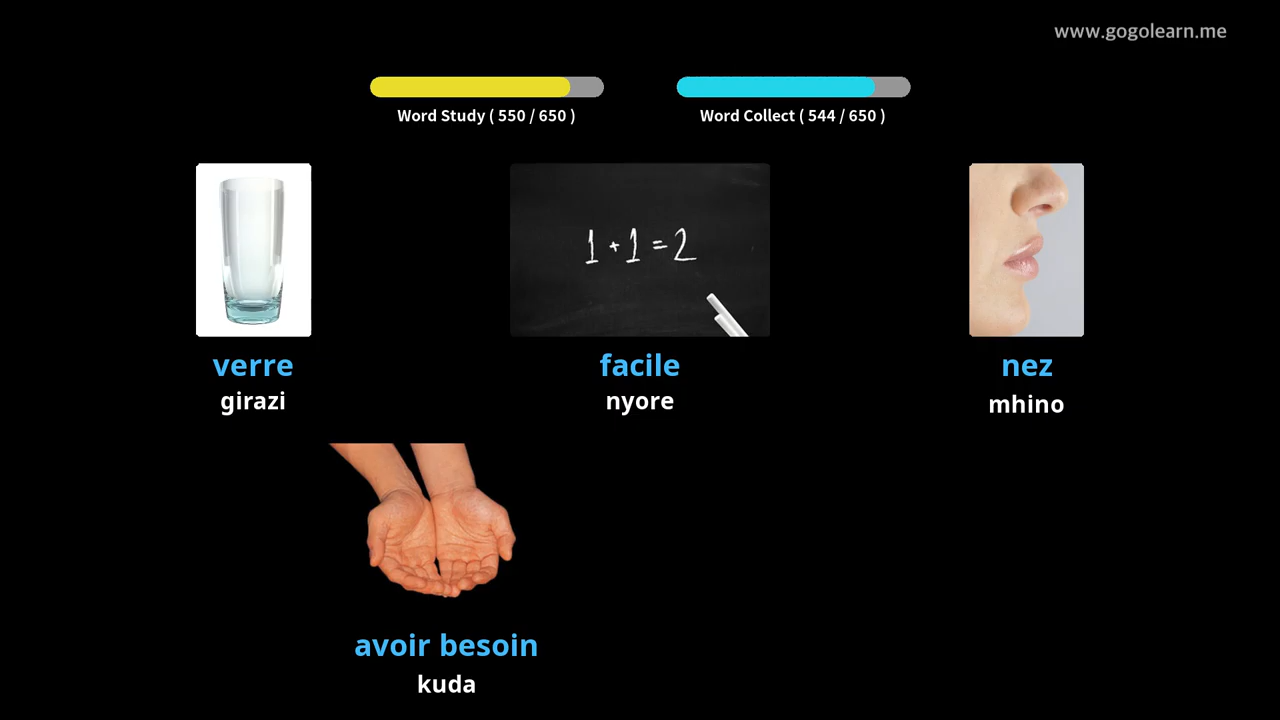 www.gogolearn.me
Word Study ( 550 / 650 )
Word Collect ( 544 / 650 )
1 + 1 = 2
verre
girazi
facile
nyore
nez
mhino
avoir besoin
kuda